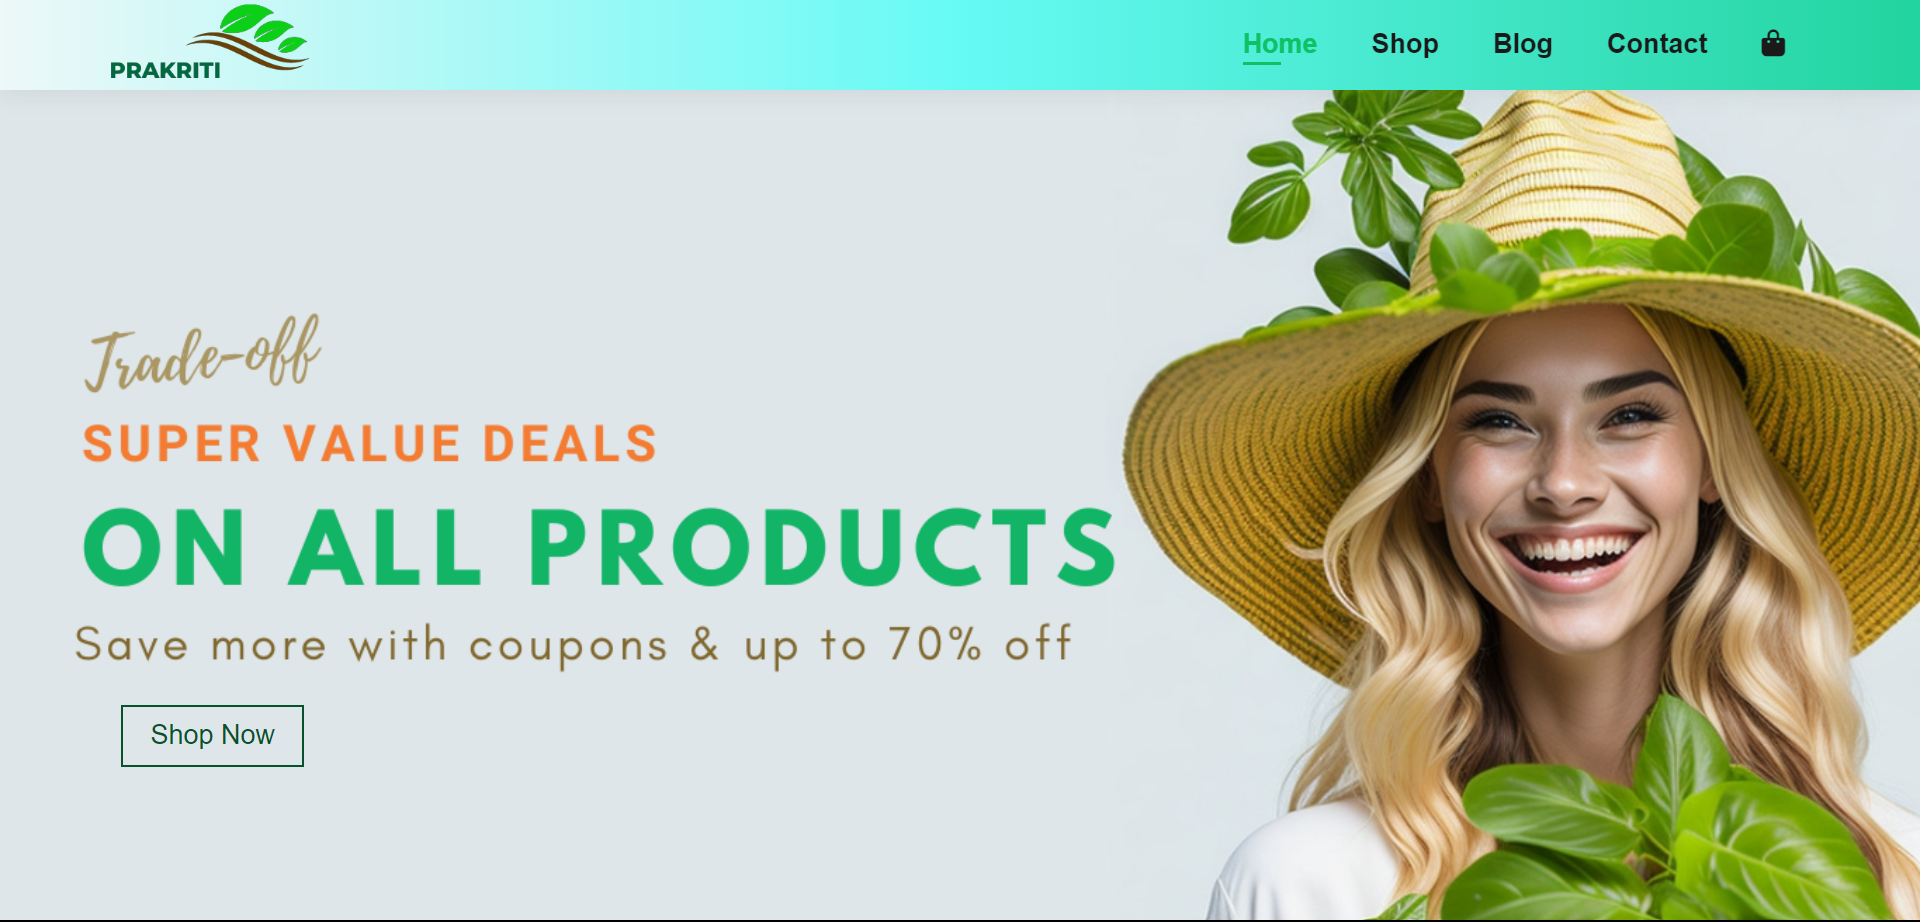 PRAKRITI
Home Shop Blog Contact
Trade-off
SUPER VALUE DEALS
ON ALL PRODUCTS
Save more with coupons & up to 70% off
Shop Now